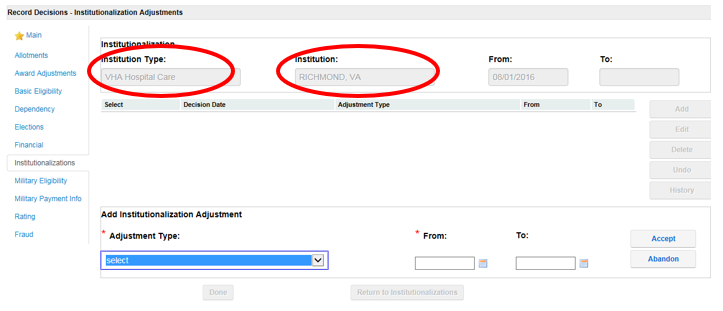 Record Decisions - Institutionalization Adjustments
Main
Allotments
Award Adjustments
Basic Eligibility
Dependency
Elections
Financial
Institutionalizations
Military Eligibility
Military Payment Info
Rating
Fraud
Institutionalization
Institution Type: Institution: From: To:
VHA Hospital Care RICHMOND, VA 08/01/2016
Select Decision Date Adjustment Type From To
Add
Edit
Delete
Undo
History
Add Institutionalization Adjustment
* Adjustment Type: * From: To:
select
Accept
Abandon
Done Return to Institutionalizations